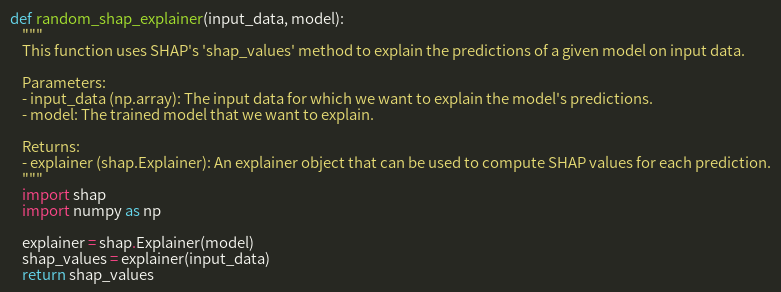 def random_shap_explainer(input_data, model):
"""
This function uses SHAP's 'shap_values' method to explain the predictions of a given model on input data.
Parameters:
- input_data (np.array): The input data for which we want to explain the model's predictions.
- model: The trained model that we want to explain.
Returns:
- explainer (shap.Explainer): An explainer object that can be used to compute SHAP values for each prediction.
"""
import shap
import numpy as np
explainer = shap.Explainer(model)
shap_values = explainer(input_data)
return shap_values